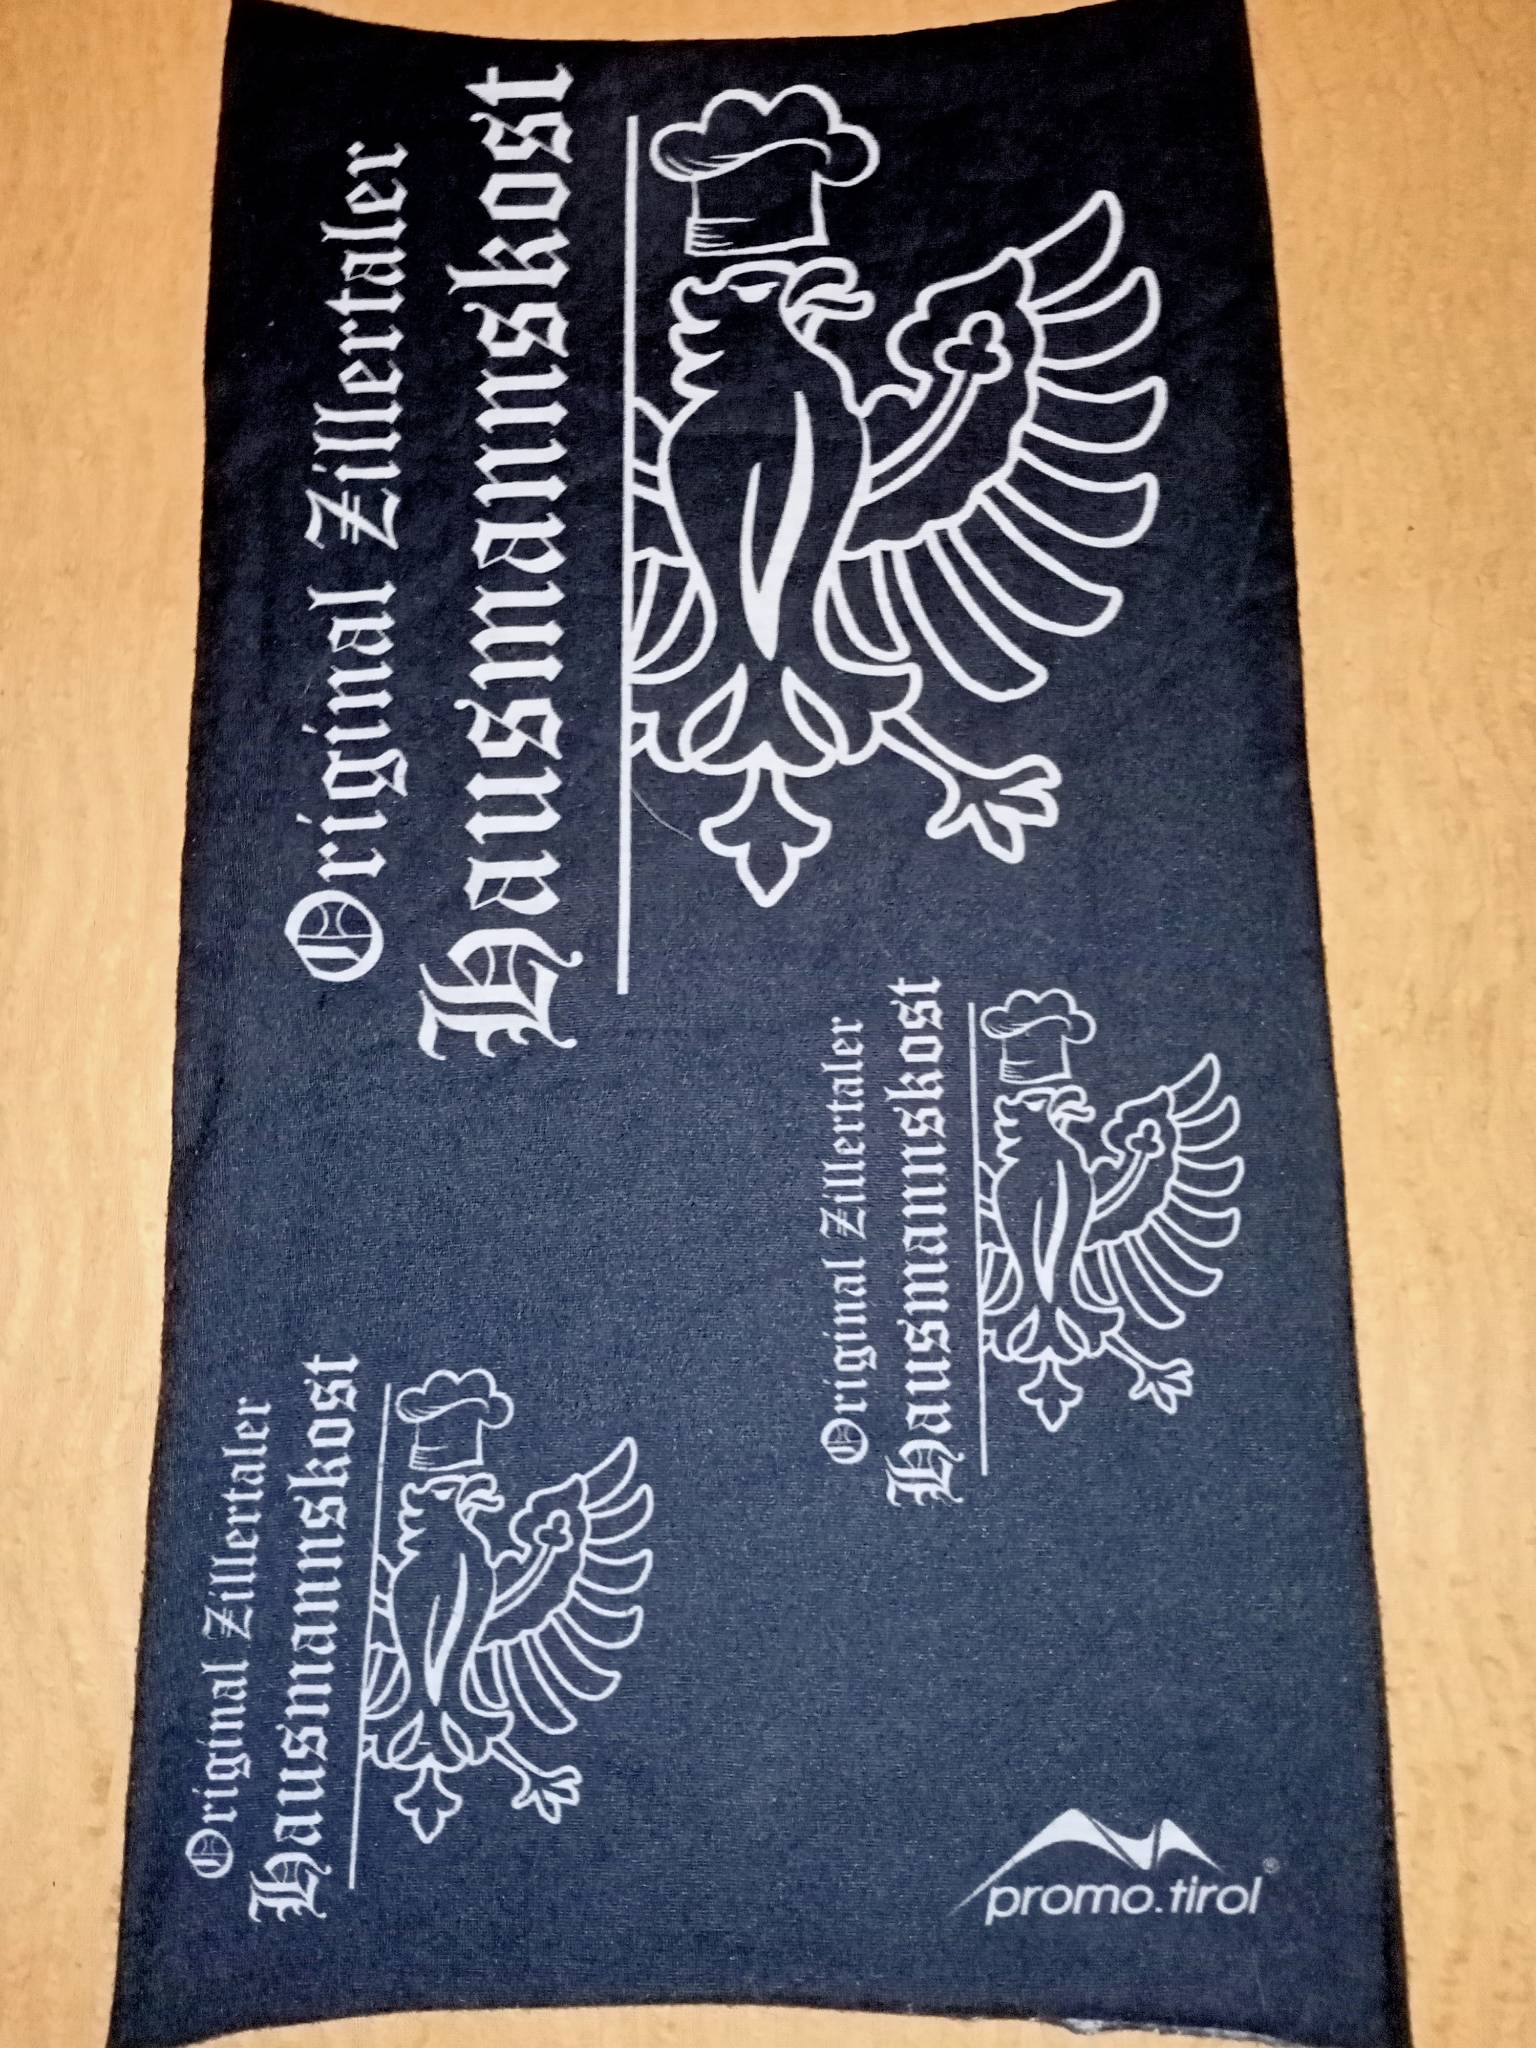 Original Zillertaler
Hausmannskost
Original Zillertaler
Hausmannskost
Original Zillertaler
Hausmannskost
promo.tirol®